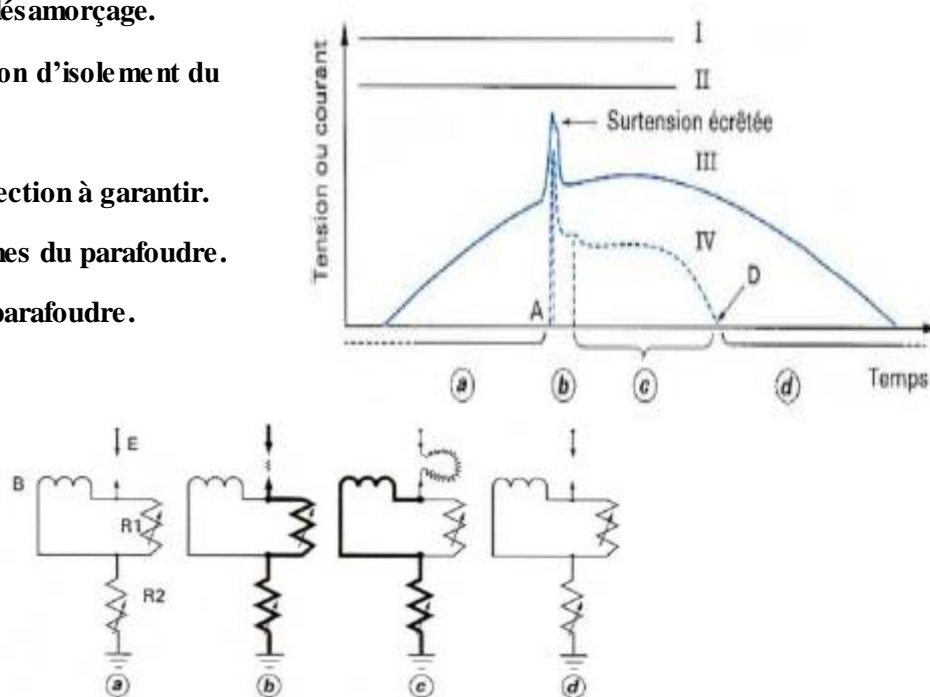 désamorçage.
on d’isolement du
ection à garantir.
nes du parafoudre.
parafoudre.
Tension ou courant
I
II
Surtension écrêtée
III
IV
A
D
a
b
c
d
Temps
E
B
R1
R2
a
b
c
d